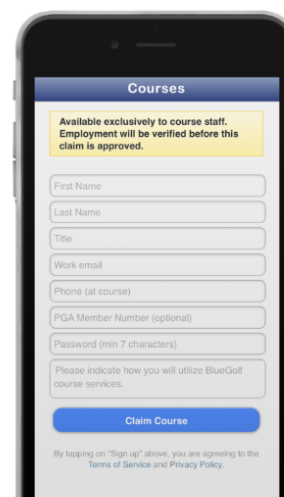 Courses
Available exclusively to course staff.
Employment will be verified before this
claim is approved.
First Name
Last Name
Title
Work email
Phone (at course)
PGA Member Number (optional)
Password (min 7 characters)
Please indicate how you will utilize BlueGolf
course services.
Claim Course
By tapping on "Sign up" above, you are agreeing to the
Terms of Service and Privacy Policy.